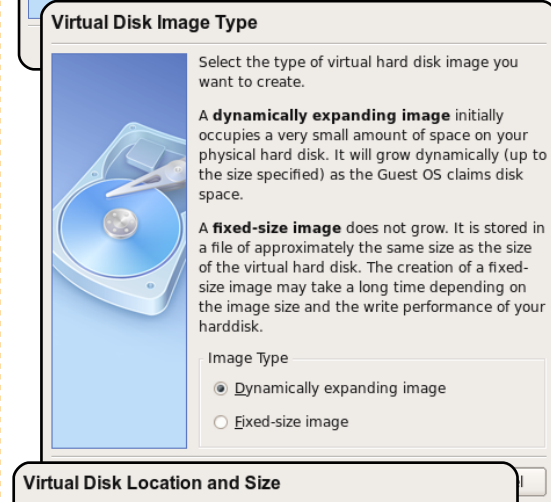 Virtual Disk Image Type
Select the type of virtual hard disk image you
want to create.
A dynamically expanding image initially
occupies a very small amount of space on your
physical hard disk. It will grow dynamically (up to
the size specified) as the Guest OS claims disk
space.
A fixed-size image does not grow. It is stored in
a file of approximately the same size as the size
of the virtual hard disk. The creation of a fixed-
size image may take a long time depending on
the image size and the write performance of your
harddisk.
Image Type
Dynamically expanding image
Fixed-size image
Virtual Disk Location and Size